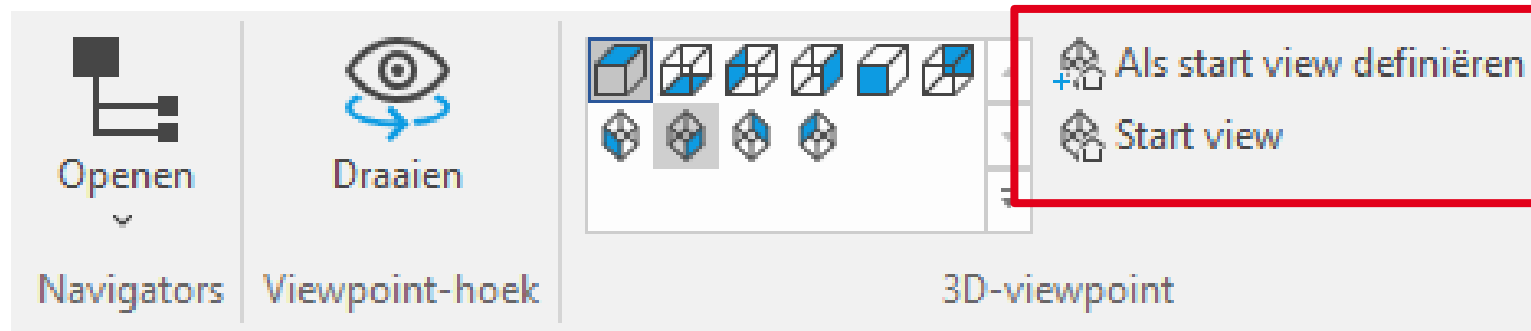 Openen
Navigators
Draaien
Viewpoint-hoek
Als start view definiëren
Start view
3D-viewpoint